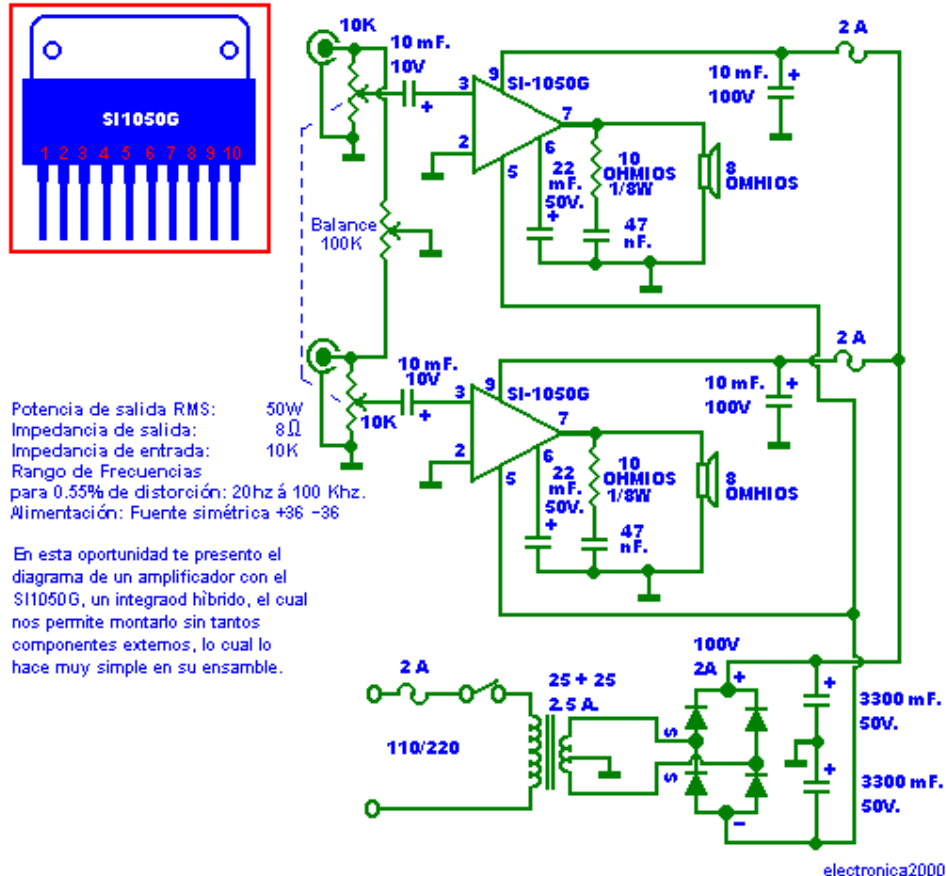 SI1050G
1 2 3 4 5 6 7 8 9 10
10K
10 mF.
10V
3
2
9
SI-1050G
7
6
5
22
mF.
50V.
+
+
10
OHMIOS
1/8W
47
nF.
8
OMHIOS
10 mF.
100V
+
2 A
Balance
100K
10K
10 mF.
10V
3
2
9
SI-1050G
7
6
5
22
mF.
50V.
+
+
10
OHMIOS
1/8W
47
nF.
8
OMHIOS
10 mF.
100V
+
2 A
Potencia de salida RMS: 50W
Impedancia de salida: 8Ω
Impedancia de entrada: 10K
Rango de Frecuencias
para 0.55% de distorción: 20hz á 100 Khz.
Alimentación: Fuente simétrica +36 -36
En esta oportunidad te presento el
diagrama de un amplificador con el
SI1050G, un integraod hìbrido, el cual
nos permite montarlo sin tantos
componentes externos, lo cual lo
hace muy simple en su ensamble.
2 A
110/220
25 + 25
2.5 A.
S
S
100V
2A
+
-
+
3300 mF.
50V.
+
3300 mF.
50V.
electronica2000